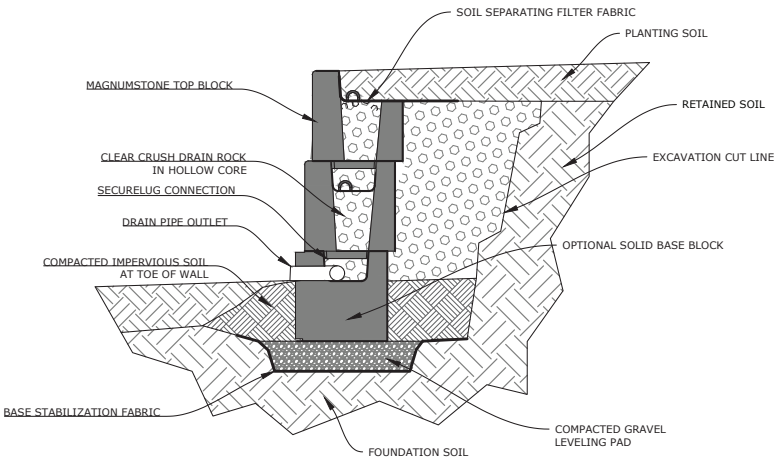 SOIL SEPARATING FILTER FABRIC
PLANTING SOIL
MAGNUMSTONE TOP BLOCK
RETAINED SOIL
CLEAR CRUSH DRAIN ROCK
IN HOLLOW CORE
EXCAVATION CUT LINE
SECURELUG CONNECTION
DRAIN PIPE OUTLET
OPTIONAL SOLID BASE BLOCK
COMPACTED IMPERVIOUS SOIL
AT TOE OF WALL
BASE STABILIZATION FABRIC
COMPACTED GRAVEL
LEVELING PAD
FOUNDATION SOIL